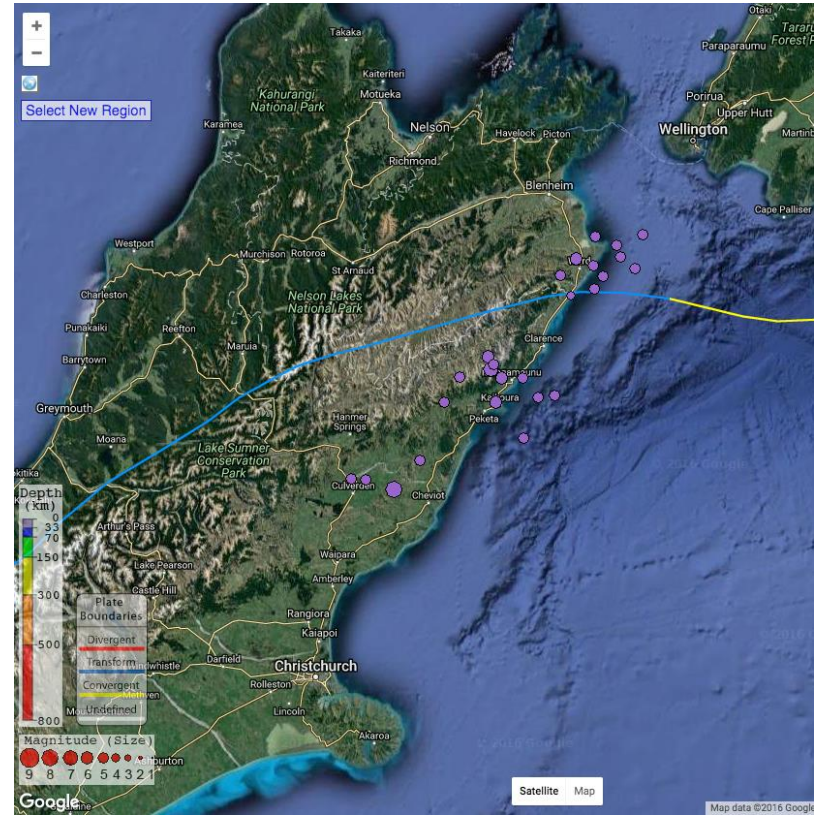 +
−
Select New Region
Takaka
Otaki
Paraparaumu
Kaiteriteri
Kahurangi
National Park
Motueka
Porirua
Upper Hutt
Karamea
Nelson
Havelock
Picton
Wellington
Richmond
Blenheim
Cape Palliser
Westport
Murchison
Rotoroa
St Arnaud
Charleston
Nelson Lakes
National Park
Punakaiki
Reefton
Maruia
Clarence
Barrytown
Greymouth
Hanmer
Springs
Peketa
Moana
Lake Sumner
Conservation
Park
Culverden
Cheviot
Depth
(km)
0
33
70
150
300
500
800
Arthur's Pass
Waipara
Lake Pearson
Amberley
Castle Hill
Plate
Boundaries
Divergent
Transform
Convergent
Undefined
Rangiora
Kaiapoi
Darfield
Christchurch
Rolleston
Lincoln
Akaroa
Magnitude (Size)
9 8 7 6 5 4 3 2 1
Google
Satellite
Map
Map data ©2016 Google